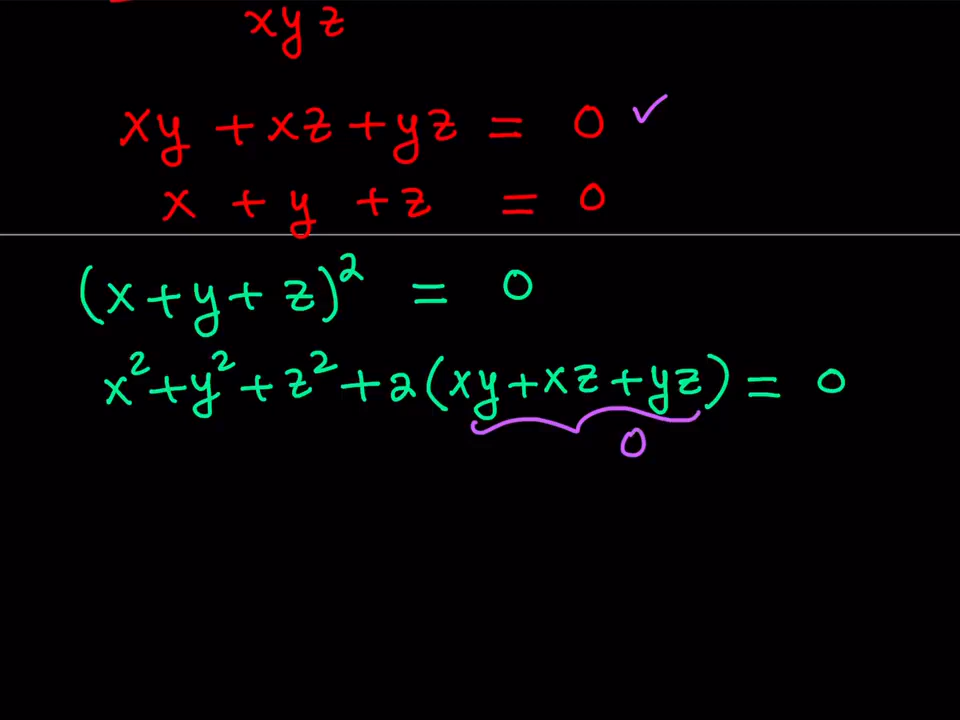 xyz
xy + xz + yz = 0 ✓
x + y + z = 0
(x + y + z)² = 0
x² + y² + z² + 2(xy + xz + yz) = 0
0